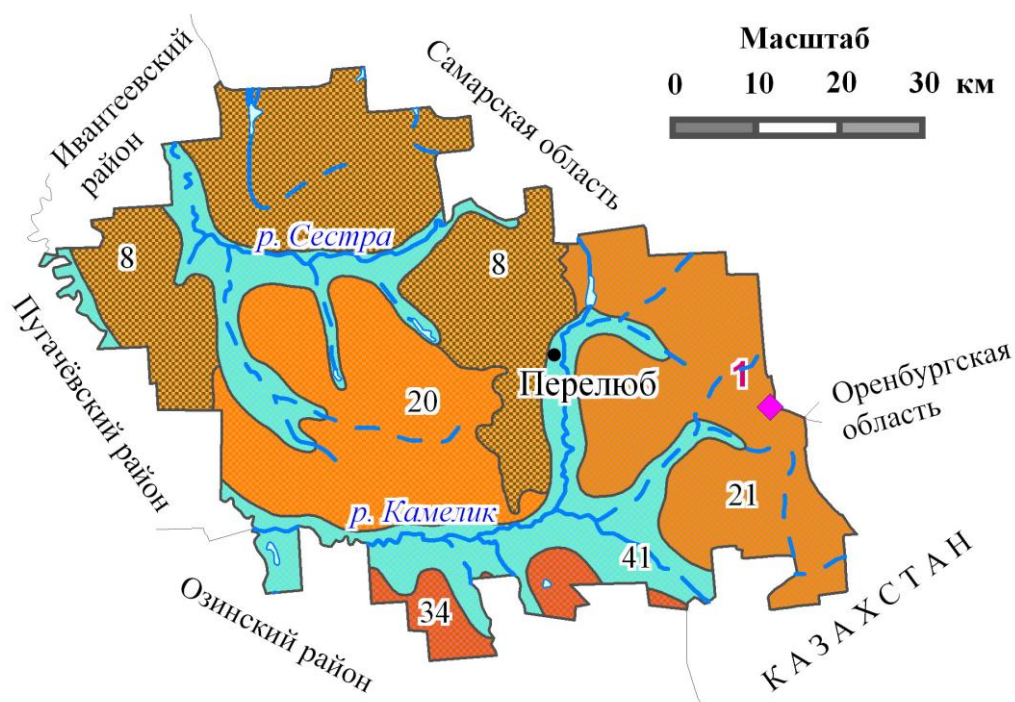 Масштаб
0 10 20 30 км
Ивантеевский
район
Самарская область
р. Сестра
8
8
Пугачёвский район
Перелюб
1
20
Оренбургская
область
21
р. Камелик
41
34
Озинский район
КАЗАХСТАН